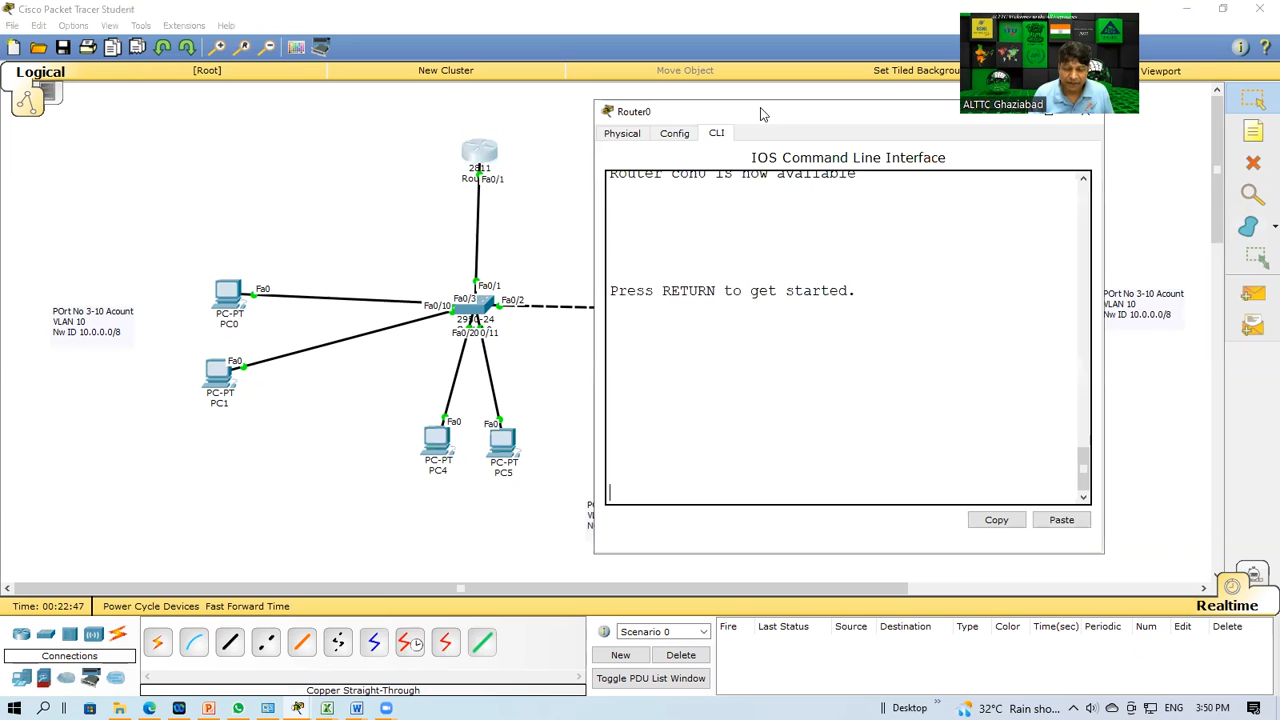 Cisco Packet Tracer Student
File Edit Options View Tools Extensions Help
Logical [Root] New Cluster Move Object Set Tiled Backgrou Viewport
ALTTC Ghaziabad
Router0
Physical Config CLI
IOS Command Line Interface
Router con0 is now available
Press RETURN to get started.
Copy Paste
2811
Rou Fa0/1
Fa0/1
Fa0/3 Fa0/2
Fa0/10
Fa0
PC-PT
PC0
POrt No 3-10 Acount
VLAN 10
Nw ID 10.0.0.0/8
Fa0
PC-PT
PC1
Fa0
PC-PT
PC4
Fa0
PC-PT
PC5
POrt No 3-10 Acount
VLAN 10
Nw ID 10.0.0.0/8
Time: 00:22:47 Power Cycle Devices Fast Forward Time
Realtime
Connections
Copper Straight-Through
Scenario 0
New Delete
Toggle PDU List Window
Fire Last Status Source Destination Type Color Time(sec) Periodic Num Edit Delete
Desktop 32°C Rain sho... ENG 3:50 PM